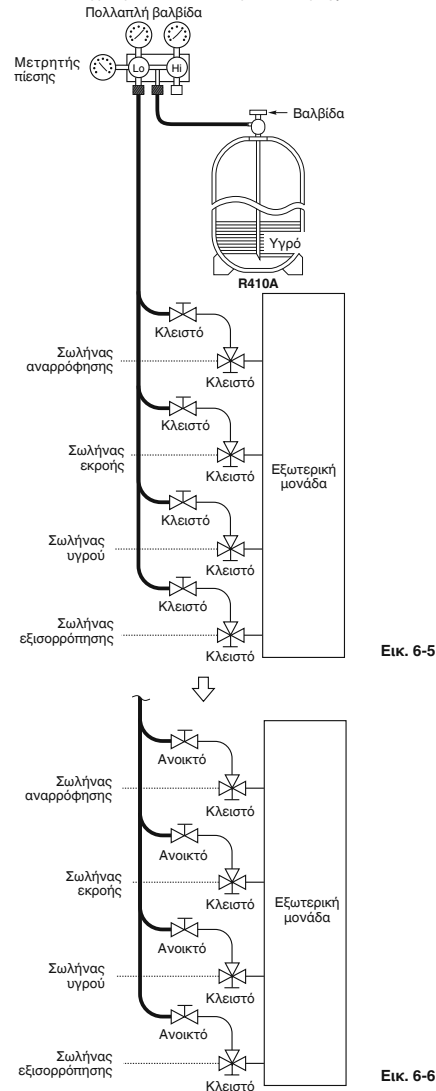 Πολλαπλή βαλβίδα
Μετρητής
πίεσης
Lo
Hi
Βαλβίδα
Υγρό
R410A
Κλειστό
Σωλήνας
αναρρόφησης
Κλειστό
Κλειστό
Σωλήνας
εκροής
Κλειστό
Εξωτερική
μονάδα
Κλειστό
Σωλήνας
υγρού
Κλειστό
Κλειστό
Σωλήνας
εξισορρόπησης
Κλειστό
Εικ. 6-5
Ανοικτό
Σωλήνας
αναρρόφησης
Κλειστό
Ανοικτό
Σωλήνας
εκροής
Κλειστό
Εξωτερική
μονάδα
Ανοικτό
Σωλήνας
υγρού
Κλειστό
Ανοικτό
Σωλήνας
εξισορρόπησης
Κλειστό
Εικ. 6-6